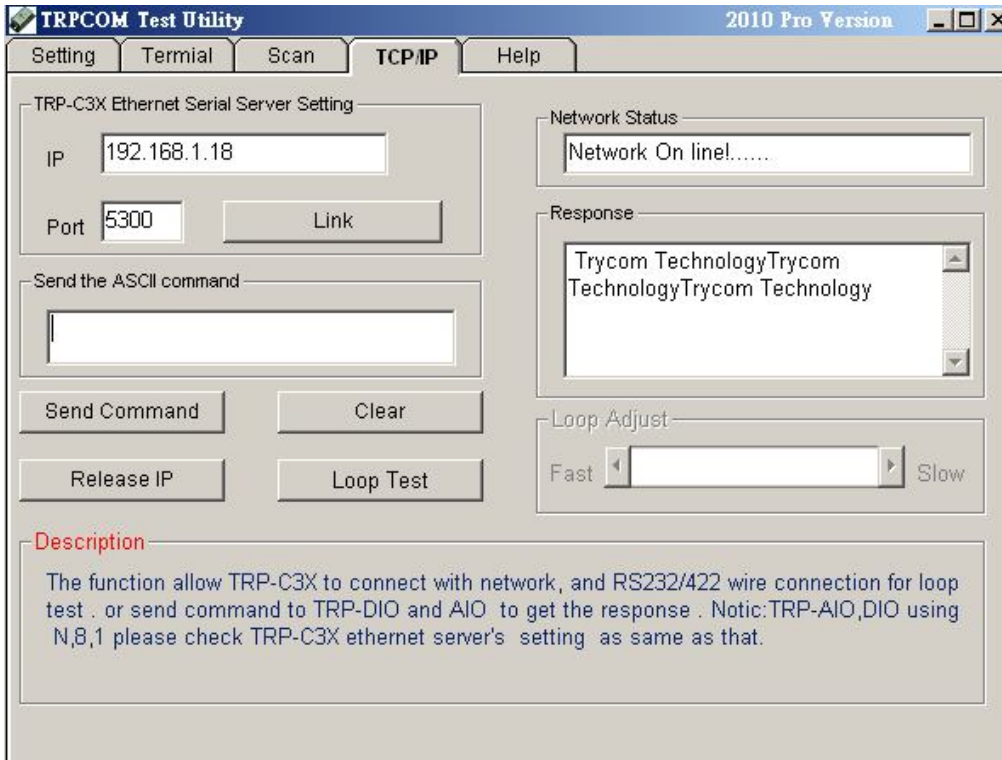 TRPCOM Test Utility 2010 Pro Version
Setting Termial Scan TCP/IP Help
TRP-C3X Ethernet Serial Server Setting
IP 192.168.1.18
Port 5300 Link
Send the ASCII command
Send Command Clear
Release IP Loop Test
Network Status
Network On line!......
Response
Trycom TechnologyTrycom
TechnologyTrycom Technology
Loop Adjust
Fast Slow
Description
The function allow TRP-C3X to connect with network, and RS232/422 wire connection for loop
test . or send command to TRP-DIO and AIO to get the response . Notic:TRP-AIO,DIO using
N,8,1 please check TRP-C3X ethernet server's setting as same as that.